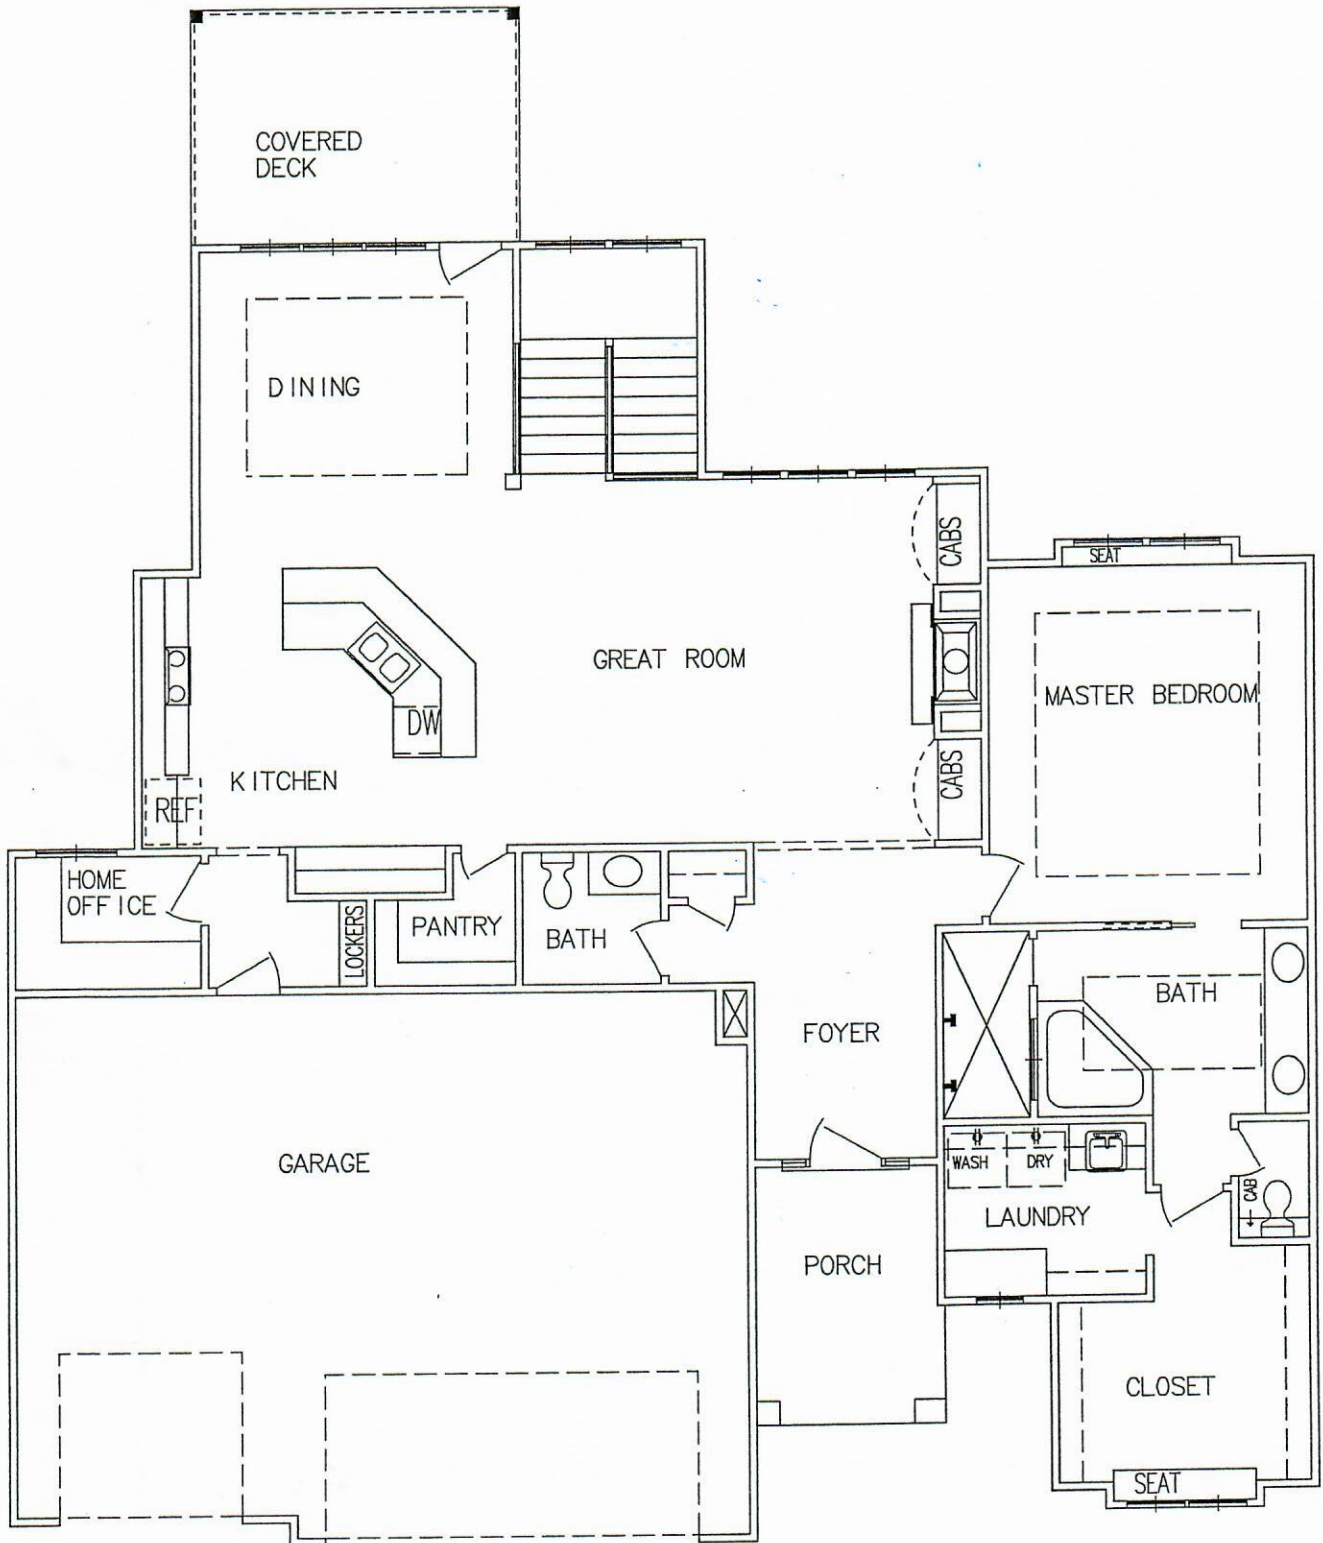 COVERED
DECK
DINING
SEAT
CABS
GREAT ROOM
MASTER BEDROOM
DW
KITCHEN
CABS
REF
HOME
OFFICE
LOCKERS
PANTRY
BATH
BATH
FOYER
GARAGE
WASH
DRY
CAB
LAUNDRY
PORCH
CLOSET
SEAT